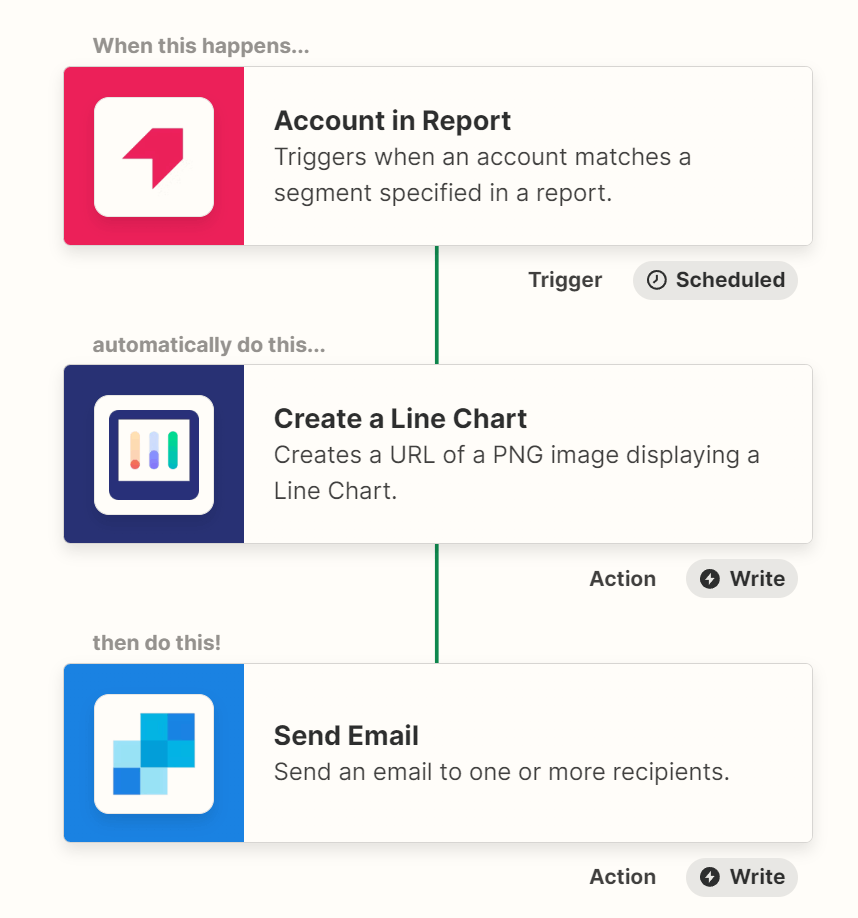 When this happens...
Account in Report
Triggers when an account matches a
segment specified in a report.
Trigger Scheduled
automatically do this...
Create a Line Chart
Creates a URL of a PNG image displaying a
Line Chart.
Action Write
then do this!
Send Email
Send an email to one or more recipients.
Action Write